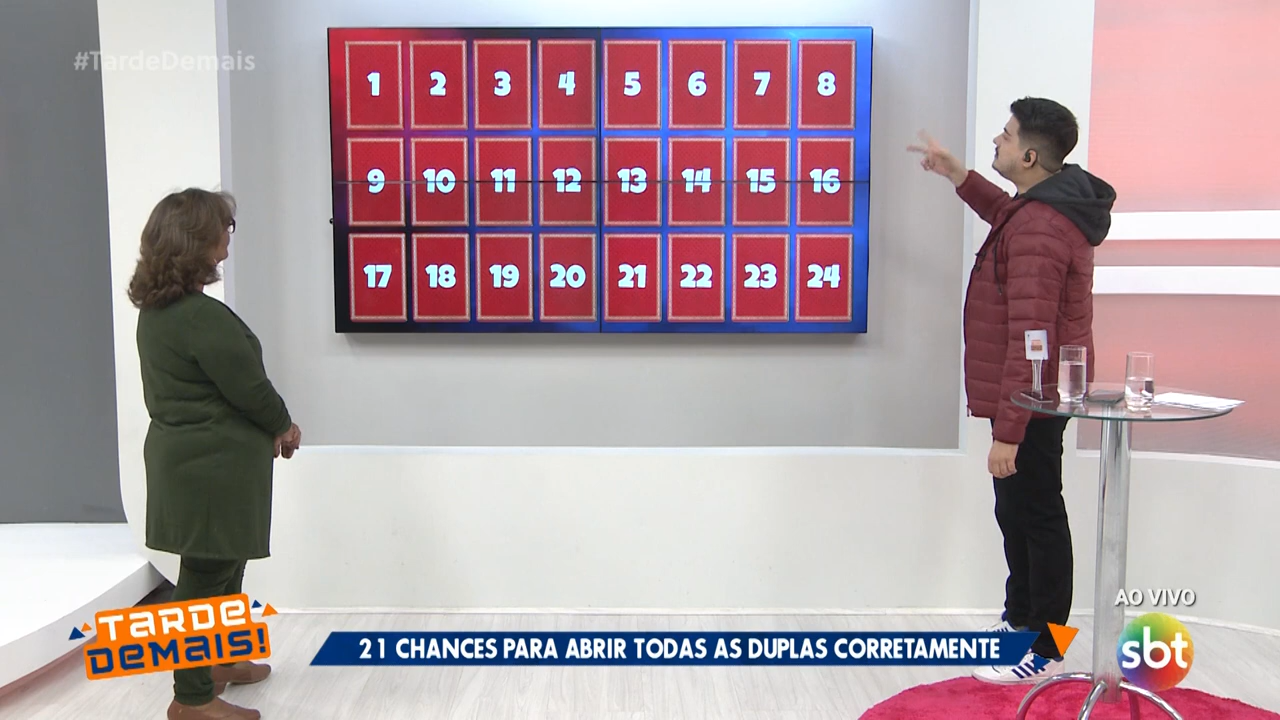 #TardeDemais
1 2 3 4 5 6 7 8
9 10 11 12 13 14 15 16
17 18 19 20 21 22 23 24
TARDE
DEMAIS!
21 CHANCES PARA ABRIR TODAS AS DUPLAS CORRETAMENTE
AO VIVO
sbt